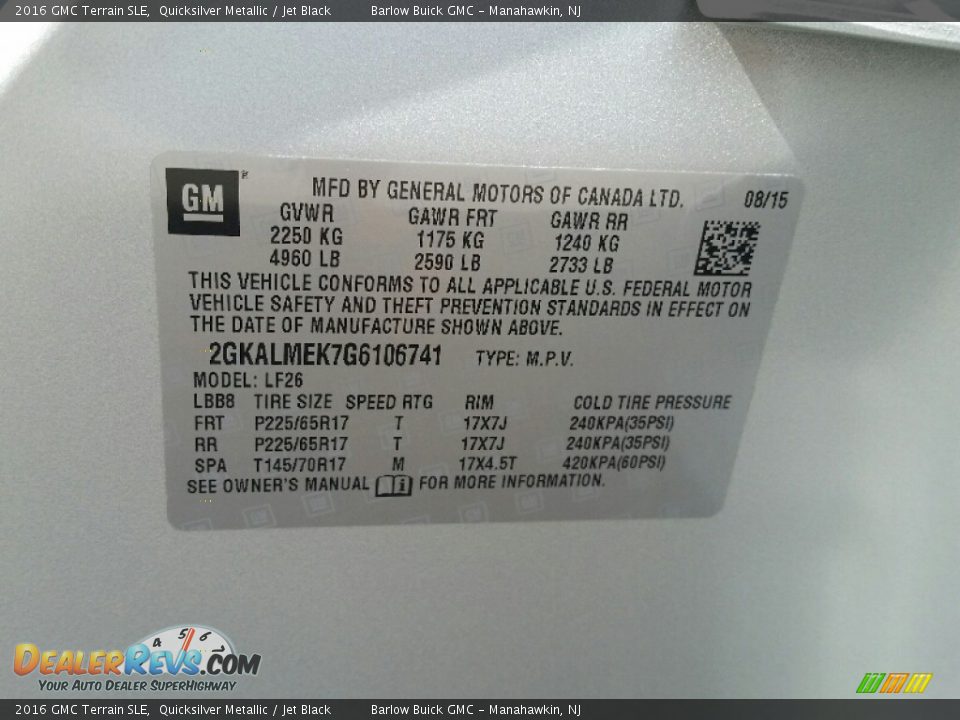 2016 GMC Terrain SLE, Quicksilver Metallic / Jet Black Barlow Buick GMC - Manahawkin, NJ
GM MFD BY GENERAL MOTORS OF CANADA LTD. 08/15
GVWR GAWR FRT GAWR RR
2250 KG 1175 KG 1240 KG
4960 LB 2590 LB 2733 LB
THIS VEHICLE CONFORMS TO ALL APPLICABLE U.S. FEDERAL MOTOR
VEHICLE SAFETY AND THEFT PREVENTION STANDARDS IN EFFECT ON
THE DATE OF MANUFACTURE SHOWN ABOVE.
2GKALMEK7G6106741 TYPE: M.P.V.
MODEL: LF26
LBB8 TIRE SIZE SPEED RTG RIM COLD TIRE PRESSURE
FRT P225/65R17 T 17X7J 240KPA(35PSI)
RR P225/65R17 T 17X7J 240KPA(35PSI)
SPA T145/70R17 M 17X4.5T 420KPA(60PSI)
SEE OWNER'S MANUAL i FOR MORE INFORMATION.
4 5 6 7
DEALERREVS.COM
YOUR AUTO DEALER SUPERHIGHWAY
2016 GMC Terrain SLE, Quicksilver Metallic / Jet Black Barlow Buick GMC - Manahawkin, NJ